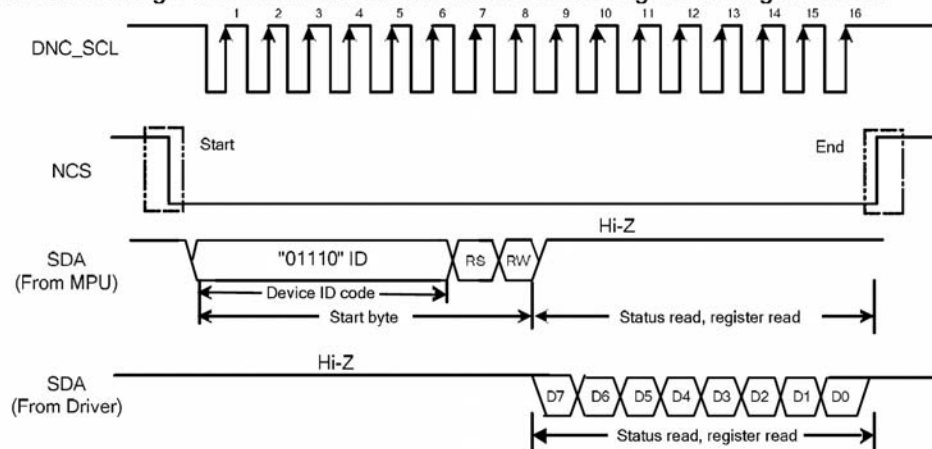 1 2 3 4 5 6 7 8 9 10 11 12 13 14 15 16
DNC_SCL
Start
End
NCS
Hi-Z
SDA
(From MPU)
"01110" ID
RS
RW
Device ID code
Start byte
Status read, register read
Hi-Z
SDA
(From Driver)
D7 D6 D5 D4 D3 D2 D1 D0
Status read, register read